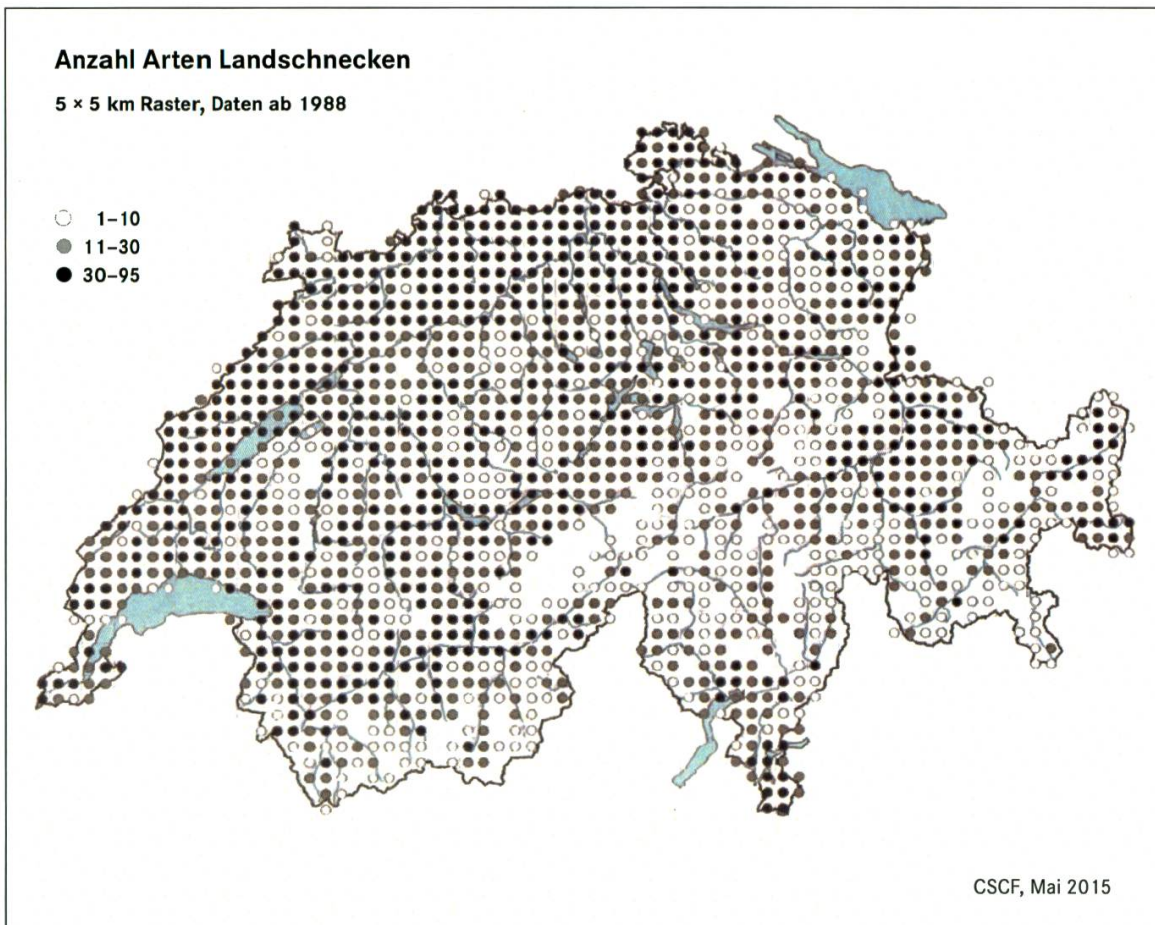 Anzahl Arten Landschnecken
5 × 5 km Raster, Daten ab 1988
1–10
11–30
30–95
CSCF, Mai 2015